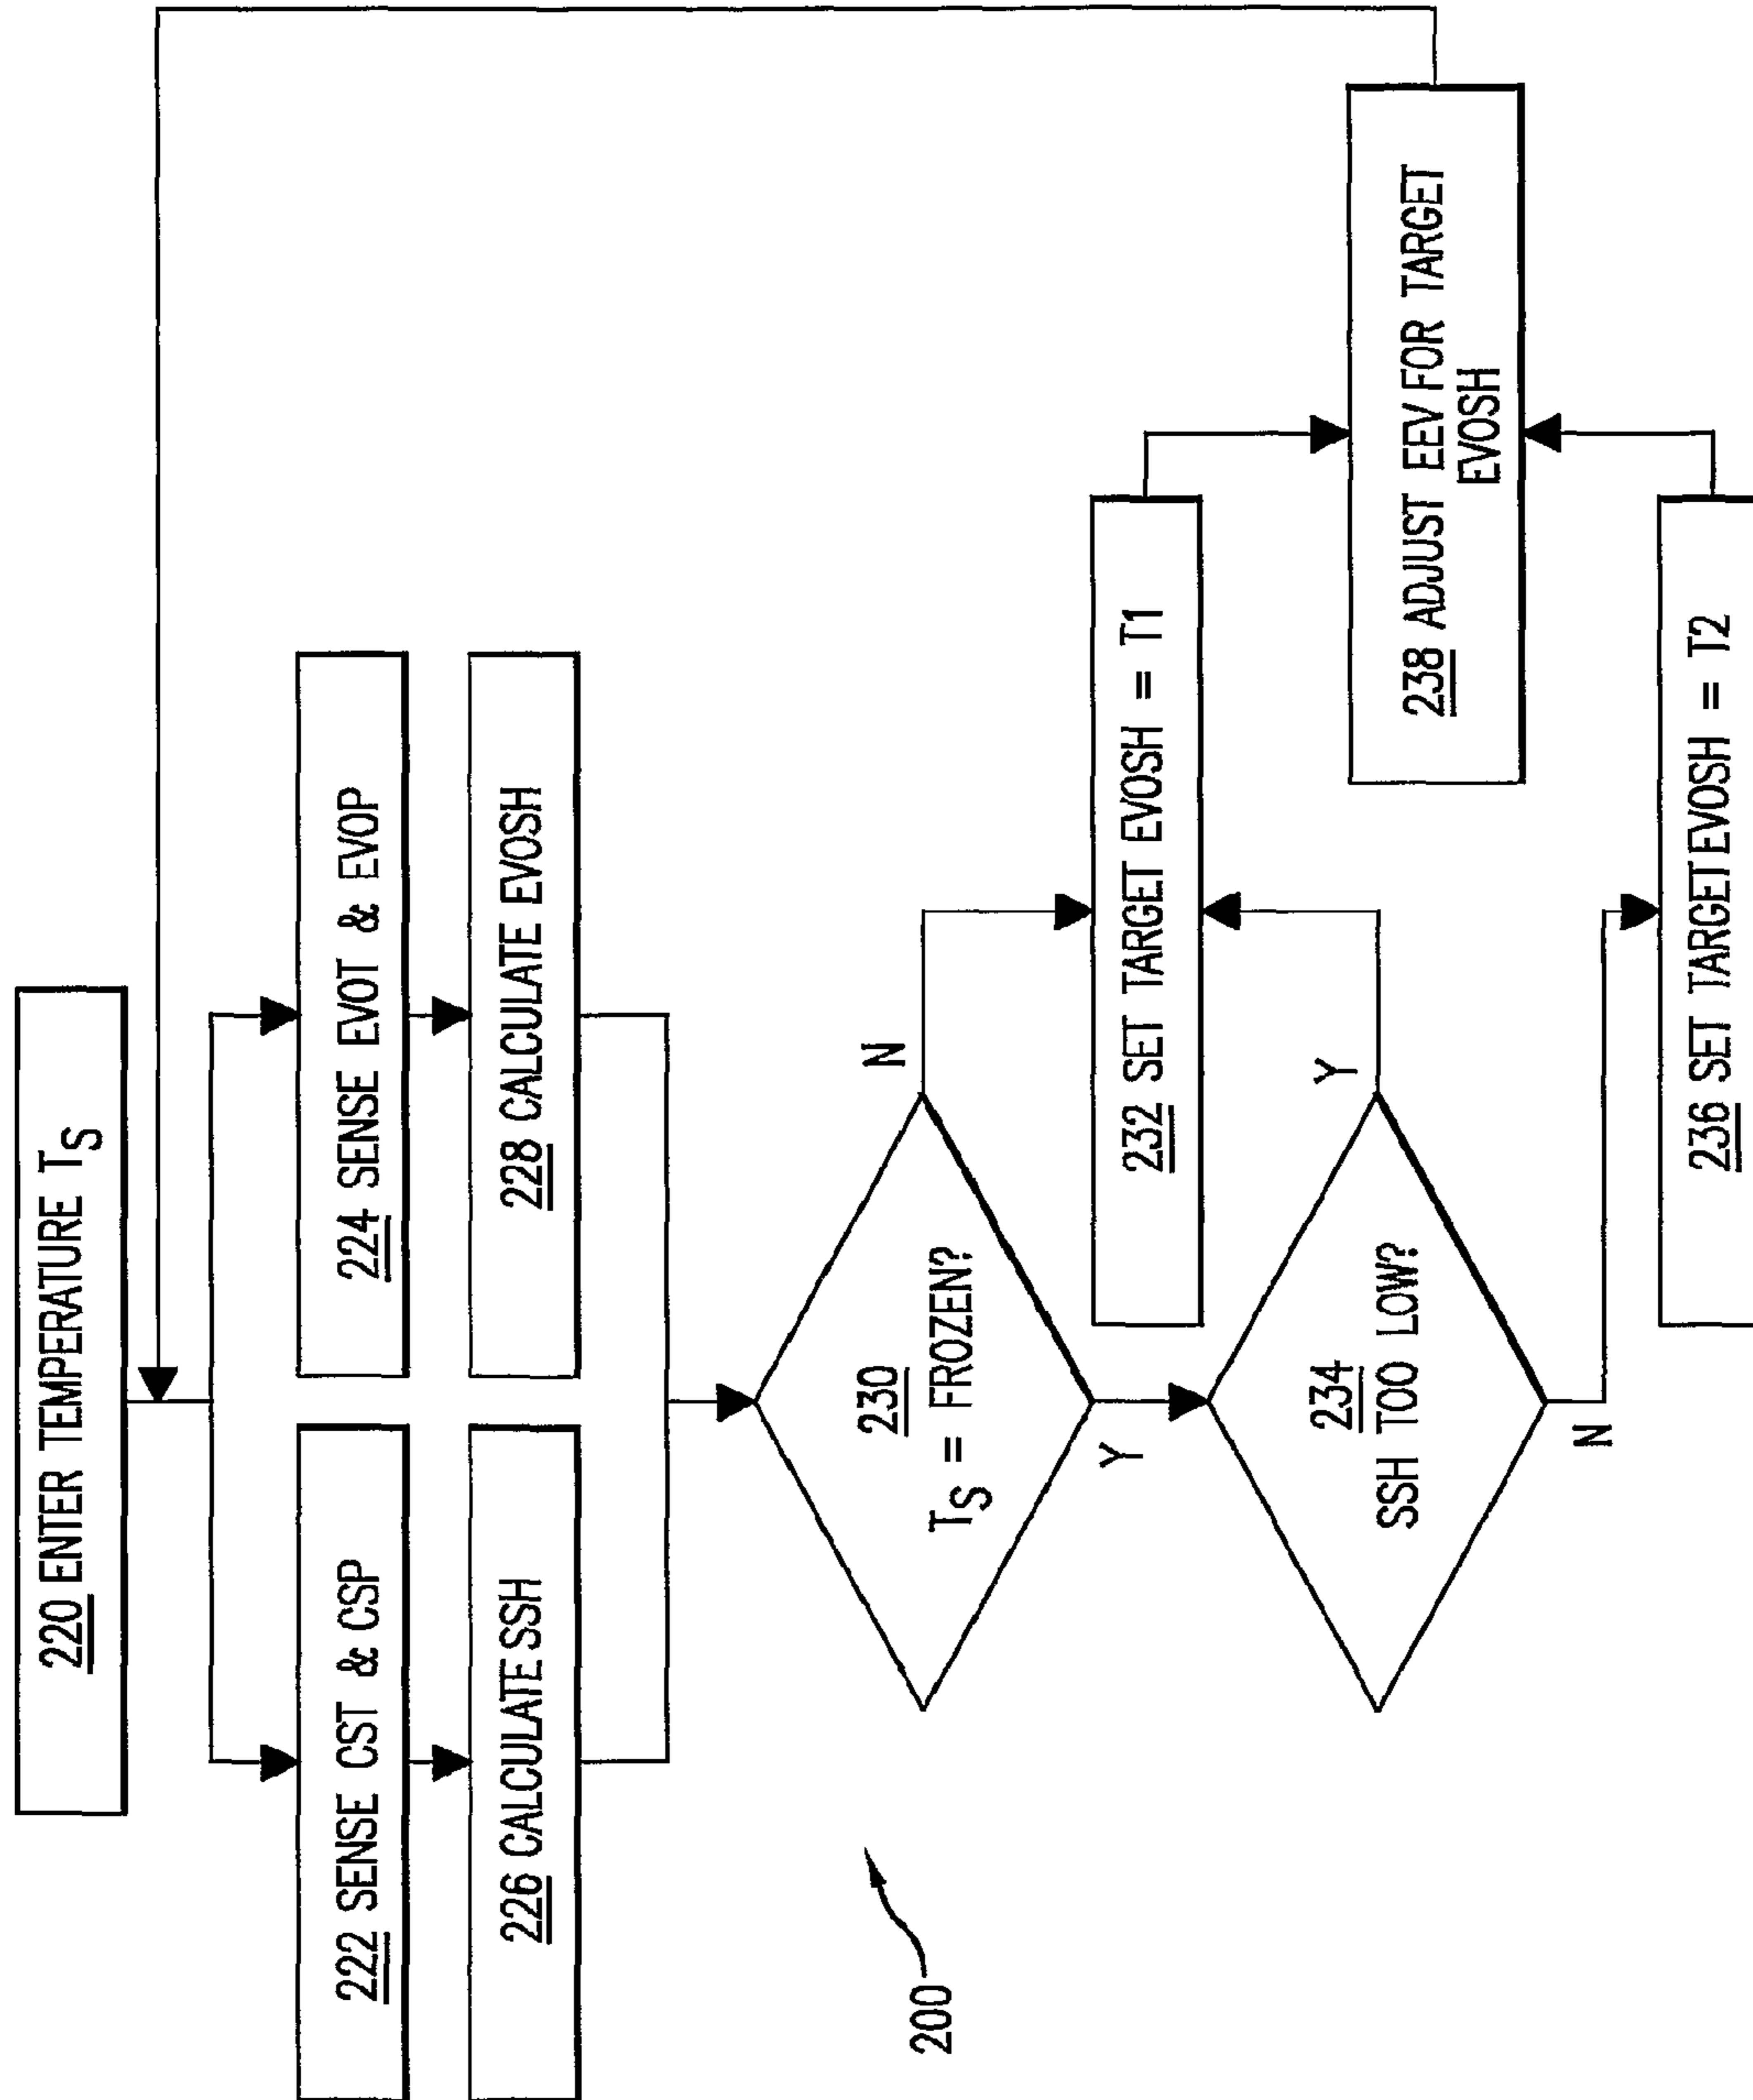 220 ENTER TEMPERATURE TS
222 SENSE CST & CSP
224 SENSE EVOT & EVOP
226 CALCULATE SSH
228 CALCULATE EVOSH
230
TS = FROZEN?
N
Y
232 SET TARGET EVOSH = T1
234
SSH TOO LOW?
Y
N
236 SET TARGET EVOSH = T2
238 ADJUST EEV FOR TARGET
EVOSH
200